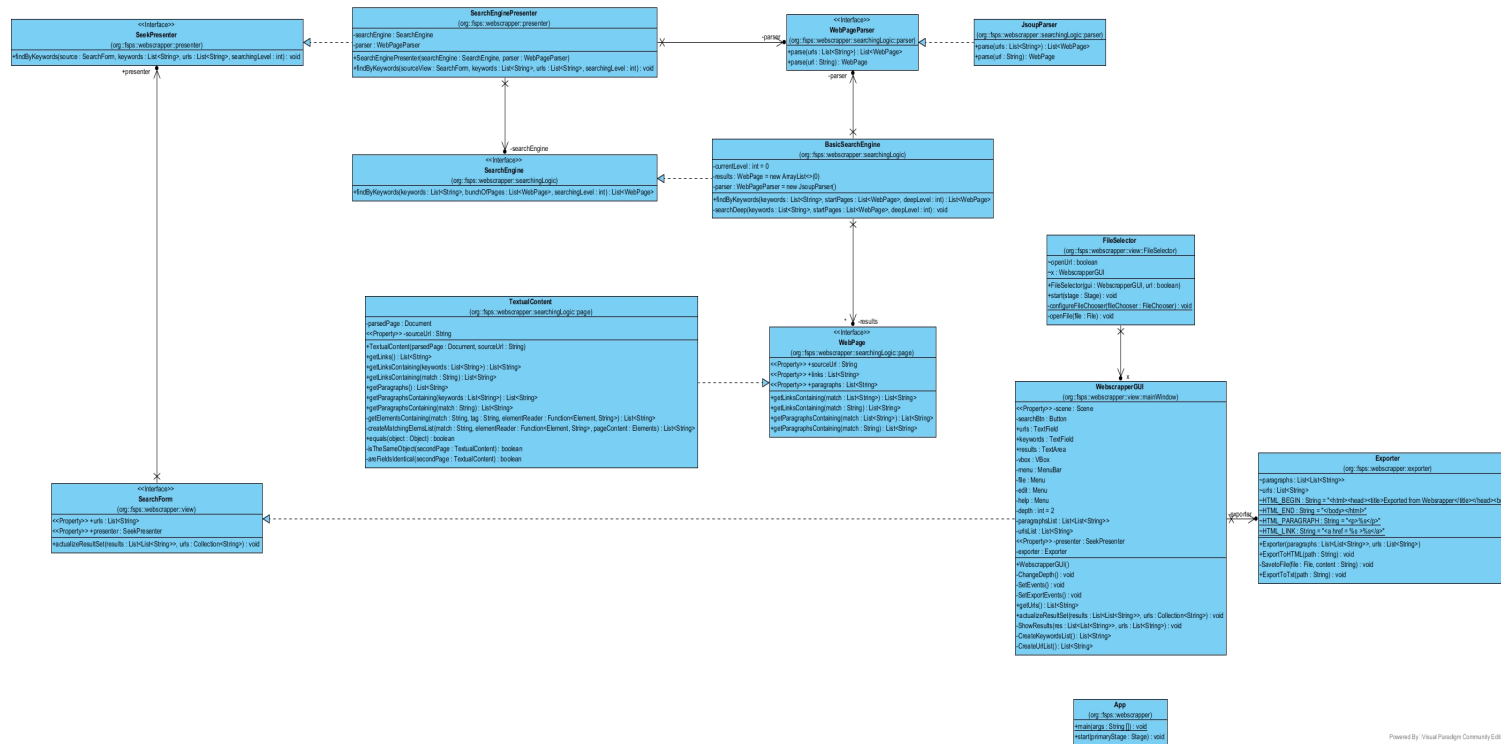 <<Interface>>
SeekPresenter
(org::fsps::webscrapper::presenter)
+findByKeywords(source : SearchForm, keywords : List<String>, urls : List<String>, searchingLevel : int) : void
+presenter
SearchEnginePresenter
(org::fsps::webscrapper::presenter)
-searchEngine : SearchEngine
-parser : WebPageParser
+SearchEnginePresenter(searchEngine : SearchEngine, parser : WebPageParser)
+findByKeywords(sourceView : SearchForm, keywords : List<String>, urls : List<String>, searchingLevel : int) : void
-parser
<<Interface>>
WebPageParser
(org::fsps::webscrapper::searchingLogic::parser)
+parse(urls : List<String>) : List<WebPage>
+parse(url : String) : WebPage
-parser
JsoupParser
(org::fsps::webscrapper::searchingLogic::parser)
+parse(urls : List<String>) : List<WebPage>
+parse(url : String) : WebPage
-searchEngine
<<Interface>>
SearchEngine
(org::fsps::webscrapper::searchingLogic)
+findByKeywords(keywords : List<String>, bunchOfPages : List<WebPage>, searchingLevel : int) : List<WebPage>
BasicSearchEngine
(org::fsps::webscrapper::searchingLogic)
-currentLevel : int = 0
-results : WebPage = new ArrayList<>(0)
-parser : WebPageParser = new JsoupParser()
+findByKeywords(keywords : List<String>, startPages : List<WebPage>, deepLevel : int) : List<WebPage>
-searchDeep(keywords : List<String>, startPages : List<WebPage>, deepLevel : int) : void
FileSelector
(org::fsps::webscrapper::view::FileSelector)
~openUrl : boolean
~x : WebscrapperGUI
+FileSelector(gui : WebscrapperGUI, url : boolean)
+start(stage : Stage) : void
-configureFileChooser(fileChooser : FileChooser) : void
-openFile(file : File) : void
x
TextualContent
(org::fsps::webscrapper::searchingLogic::page)
-parsedPage : Document
<<Property>> -sourceUrl : String
+TextualContent(parsedPage : Document, sourceUrl : String)
+getLinks() : List<String>
+getLinksContaining(keywords : List<String>) : List<String>
+getLinksContaining(match : String) : List<String>
+getParagraphs() : List<String>
+getParagraphsContaining(keywords : List<String>) : List<String>
+getParagraphsContaining(match : String) : List<String>
-getElementsContaining(match : String, tag : String, elementReader : Function<Element, String>) : List<String>
-createMatchingElemsList(match : String, elementReader : Function<Element, String>, pageContent : Elements) : List<String>
+equals(object : Object) : boolean
-isTheSameObject(secondPage : TextualContent) : boolean
-areFieldsIdentical(secondPage : TextualContent) : boolean
* -results
<<Interface>>
WebPage
(org::fsps::webscrapper::searchingLogic::page)
<<Property>> +sourceUrl : String
<<Property>> +links : List<String>
<<Property>> +paragraphs : List<String>
+getLinksContaining(match : List<String>) : List<String>
+getLinksContaining(match : String) : List<String>
+getParagraphsContaining(match : List<String>) : List<String>
+getParagraphsContaining(match : String) : List<String>
WebscrapperGUI
(org::fsps::webscrapper::view::mainWindow)
<<Property>> -scene : Scene
-searchBtn : Button
+urls : TextField
+keywords : TextField
+results : TextArea
-vbox : VBox
-menu : MenuBar
-file : Menu
-edit : Menu
-help : Menu
-depth : int = 2
-paragraphsList : List<List<String>>
-urlsList : List<String>
<<Property>> -presenter : SeekPresenter
-exporter : Exporter
+WebscrapperGUI()
-ChangeDepth() : void
-SetEvents() : void
-SetExportEvents() : void
+getUrls() : List<String>
+actualizeResultSet(results : List<List<String>>, urls : Collection<String>) : void
-ShowResults(res : List<List<String>>, urls : List<String>) : void
-CreateKeywordsList() : List<String>
-CreateUrlList() : List<String>
-exporter
Exporter
(org::fsps::webscrapper::exporter)
~paragraphs : List<List<String>>
~urls : List<String>
~HTML_BEGIN : String = "<html><head><title>Exported from Websrapper</title></head><b
~HTML_END : String = "</body><html>"
~HTML_PARAGRAPH : String = "<p>%s</p>"
~HTML_LINK : String = "<a href = %s >%s</a>"
+Exporter(paragraphs : List<List<String>>, urls : List<String>)
+ExportToHTML(path : String) : void
-SavetoFile(file : File, content : String) : void
+ExportToTxt(path : String) : void
<<Interface>>
SearchForm
(org::fsps::webscrapper::view)
<<Property>> +urls : List<String>
<<Property>> +presenter : SeekPresenter
+actualizeResultSet(results : List<List<String>>, urls : Collection<String>) : void
App
(org::fsps::webscrapper)
+main(args : String []) : void
+start(primaryStage : Stage) : void
Powered By Visual Paradigm Community Edit